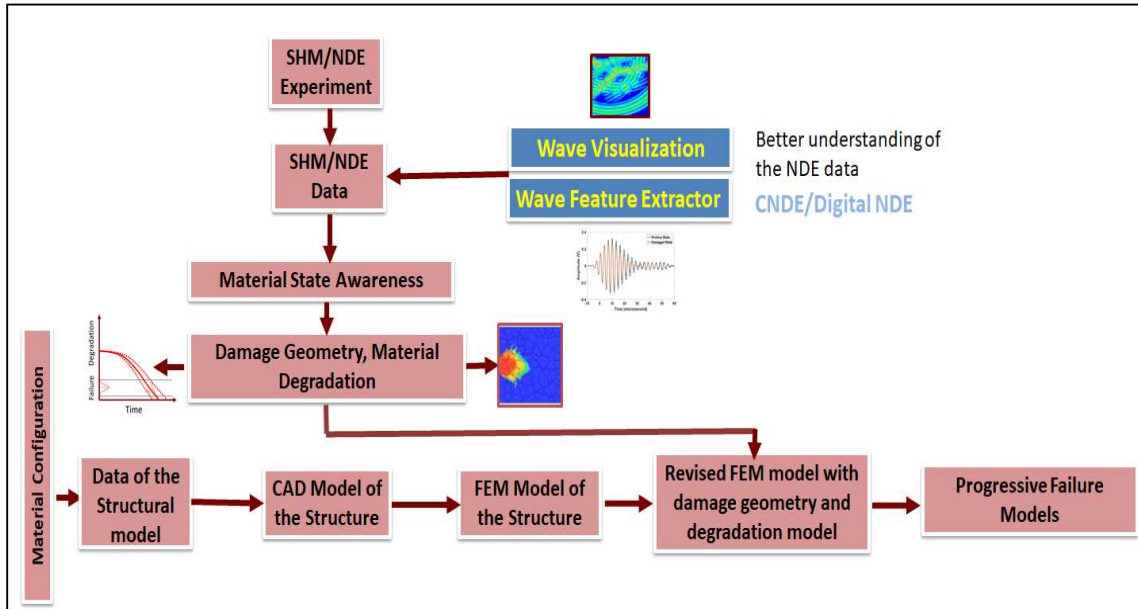 SHM/NDE
Experiment
SHM/NDE
Data
Wave Visualization
Wave Feature Extractor
Better understanding of
the NDE data
CNDE/Digital NDE
Amplitude (V)
Time (microsecond)
Material State Awareness
Damage Geometry, Material
Degradation
Degradation
Failure
Time
Material Configuration
Data of the
Structural
model
CAD Model of
the Structure
FEM Model of
the Structure
Revised FEM model with
damage geometry and
degradation model
Progressive Failure
Models